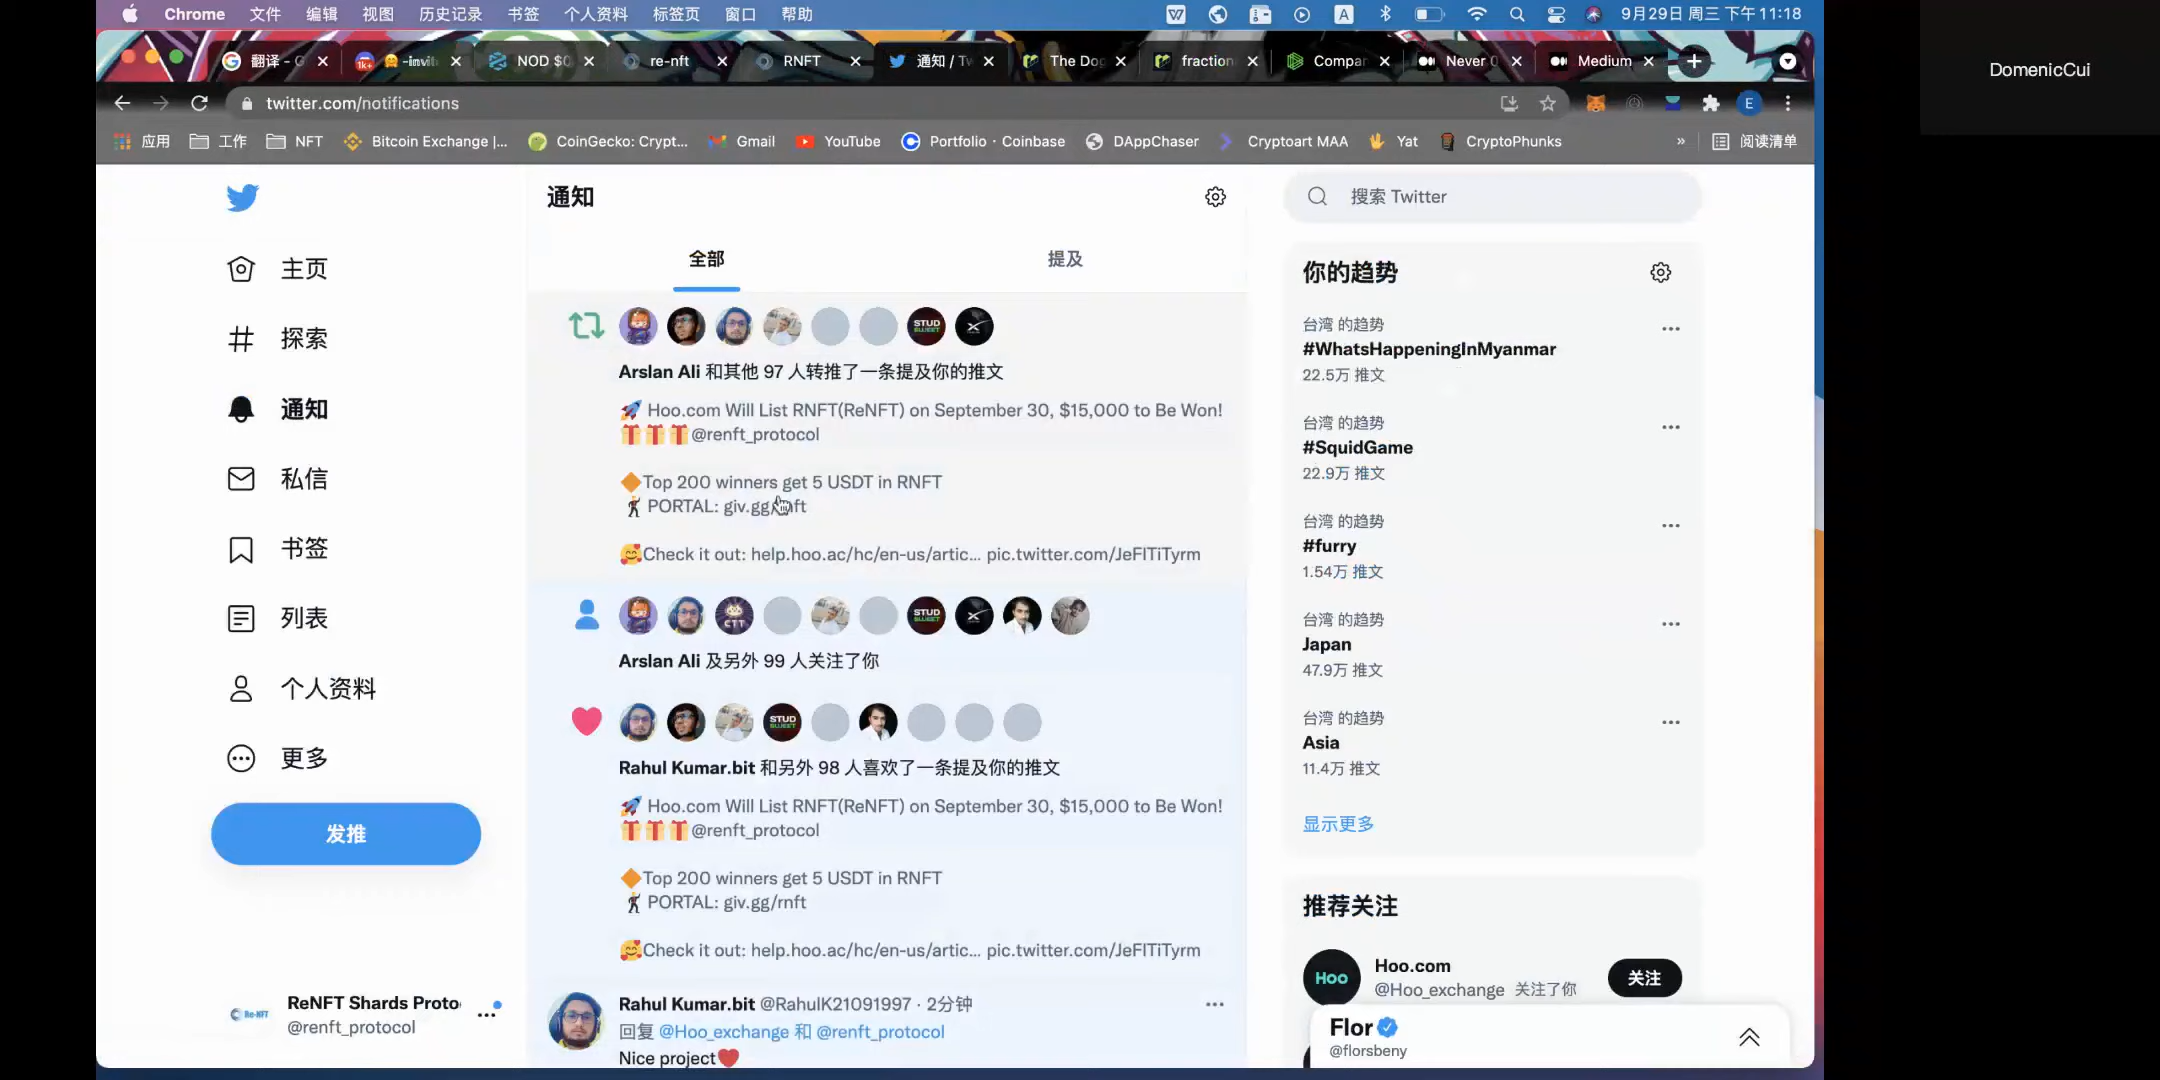 Chrome 文件 编辑 视图 历史记录 书签 个人资料 标签页 窗口 帮助 9月29日 周三 下午11:18
DomenicCui
翻译 - G
-invit
NOD $0
re-nft
RNFT
通知 / Tw
The Dog
fraction
Compar
Never
Medium
twitter.com/notifications
应用 工作 NFT Bitcoin Exchange |... CoinGecko: Crypt... Gmail YouTube Portfolio · Coinbase DAppChaser Cryptoart MAA Yat CryptoPhunks » 阅读清单
主页
探索
通知
私信
书签
列表
个人资料
更多
发推
ReNFT Shards Proto
@renft_protocol
通知
全部 提及
Arslan Ali 和其他 97 人转推了一条提及你的推文
🚀 Hoo.com Will List RNFT(ReNFT) on September 30, $15,000 to Be Won!
🎁🎁🎁@renft_protocol
🔶Top 200 winners get 5 USDT in RNFT
🕺PORTAL: giv.gg/rnft
🥰Check it out: help.hoo.ac/hc/en-us/artic... pic.twitter.com/JeFlTiTyrm
STUD SWEET
CTT
STUD SWEET
Arslan Ali 及另外 99 人关注了你
STUD SWEET
Rahul Kumar.bit 和另外 98 人喜欢了一条提及你的推文
🚀 Hoo.com Will List RNFT(ReNFT) on September 30, $15,000 to Be Won!
🎁🎁🎁@renft_protocol
🔶Top 200 winners get 5 USDT in RNFT
🕺PORTAL: giv.gg/rnft
🥰Check it out: help.hoo.ac/hc/en-us/artic... pic.twitter.com/JeFlTiTyrm
Rahul Kumar.bit @RahulK21091997 · 2分钟
回复 @Hoo_exchange 和 @renft_protocol
Nice project❤️
搜索 Twitter
你的趋势
台湾 的趋势
#WhatsHappeningInMyanmar
22.5万 推文
台湾 的趋势
#SquidGame
22.9万 推文
台湾 的趋势
#furry
1.54万 推文
台湾 的趋势
Japan
47.9万 推文
台湾 的趋势
Asia
11.4万 推文
显示更多
推荐关注
Hoo
Hoo.com
@Hoo_exchange 关注了你
关注
Flor
@florsbeny